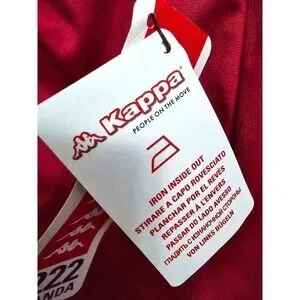 Kappa
PEOPLE ON THE MOVE
IRON INSIDE OUT
STIRARE A CAPO ROVESCIATO
PLANCHAR POR EL REVÉS
REPASSER A L'ENVERS
PASSAR DO LADO AVESSO
ГЛАДИТЬ С ИЗНАНОЧНОЙ СТОРОНЫ
VON LINKS BÜGELN
222
NDA